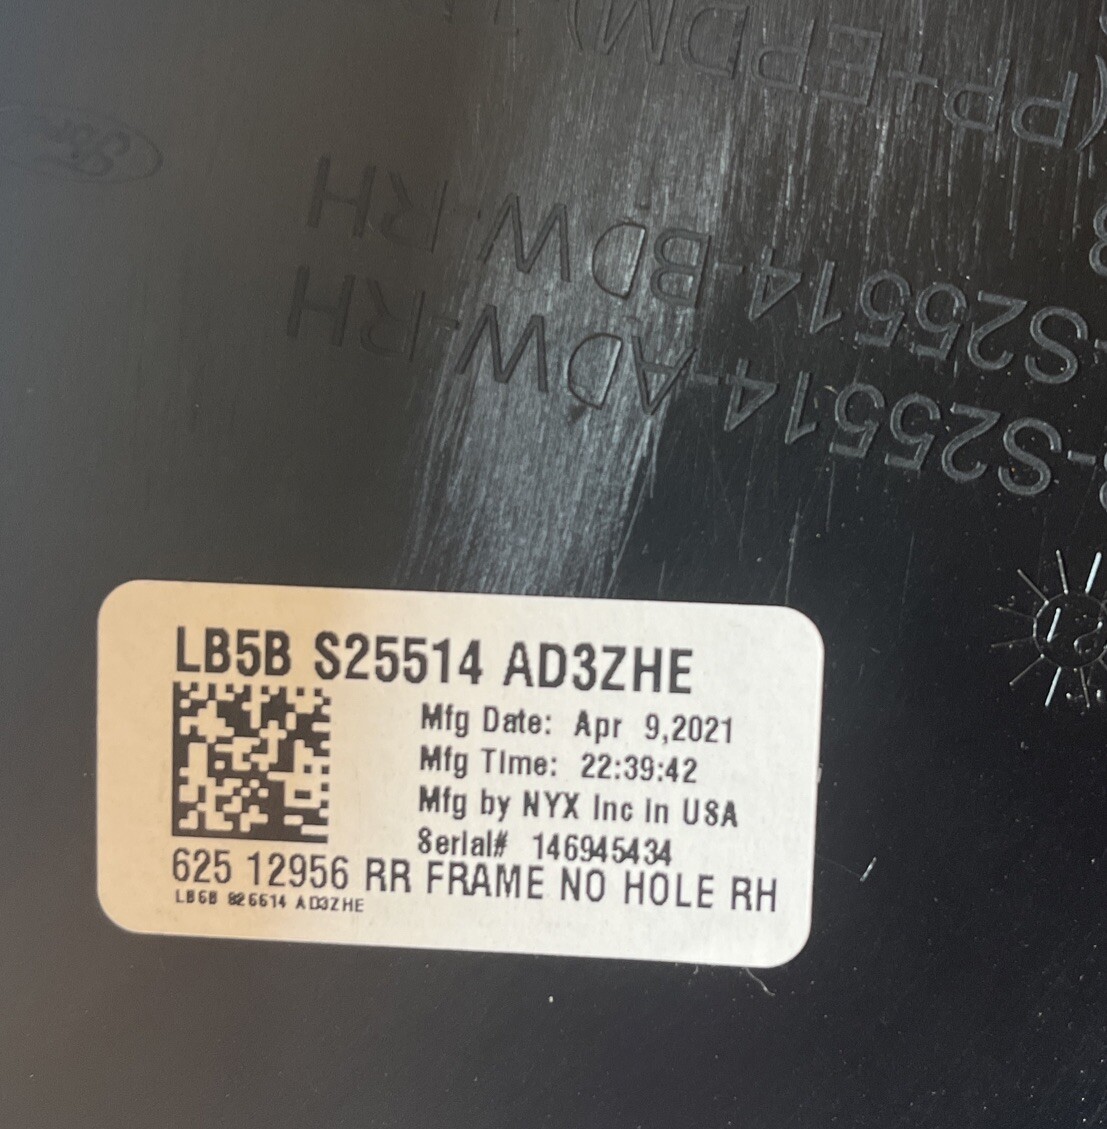 (PP+EPDM)
-S25514-BDW-RH
-S25514-ADW-RH
21
Ford
LB5B S25514 AD3ZHE
Mfg Date: Apr 9,2021
Mfg Time: 22:39:42
Mfg by NYX Inc in USA
Serial# 146945434
625 12956 RR FRAME NO HOLE RH
LB5B S25514 AD3ZHE